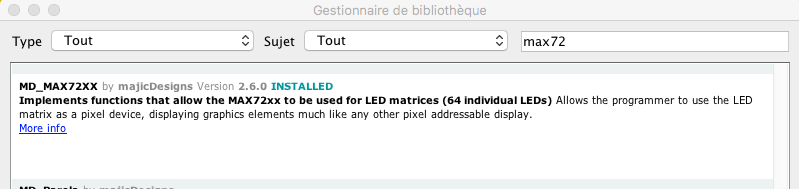 Gestionnaire de bibliothèque
Type Tout Sujet Tout max72
MD_MAX72XX by majicDesigns Version 2.6.0 INSTALLED
Implements functions that allow the MAX72xx to be used for LED matrices (64 individual LEDs) Allows the programmer to use the LED
matrix as a pixel device, displaying graphics elements much like any other pixel addressable display.
More info
MD_Parola by majicDesigns